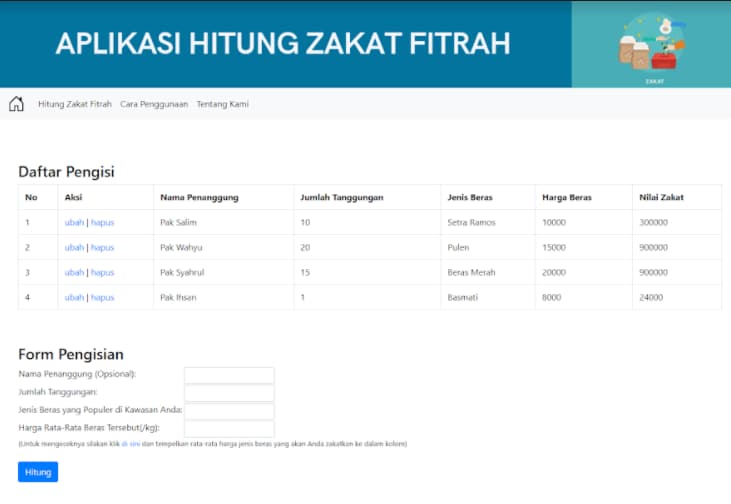 APLIKASI HITUNG ZAKAT FITRAH
ZAKAT
Hitung Zakat Fitrah Cara Penggunaan Tentang Kami
Daftar Pengisi
No Aksi Nama Penanggung Jumlah Tanggungan Jenis Beras Harga Beras Nilai Zakat
1 ubah | hapus Pak Salim 10 Setra Ramos 10000 300000
2 ubah | hapus Pak Wahyu 20 Pulen 15000 900000
3 ubah | hapus Pak Syahrul 15 Beras Merah 20000 900000
4 ubah | hapus Pak Ihsan 1 Basmati 8000 24000
Form Pengisian
Nama Penanggung (Opsional):
Jumlah Tanggungan:
Jenis Beras yang Populer di Kawasan Anda:
Harga Rata-Rata Beras Tersebut(/kg):
(Untuk mengeceknya silakan klik di sini dan tempelkan rata-rata harga jenis beras yang akan Anda zakatkan ke dalam kolom)
Hitung